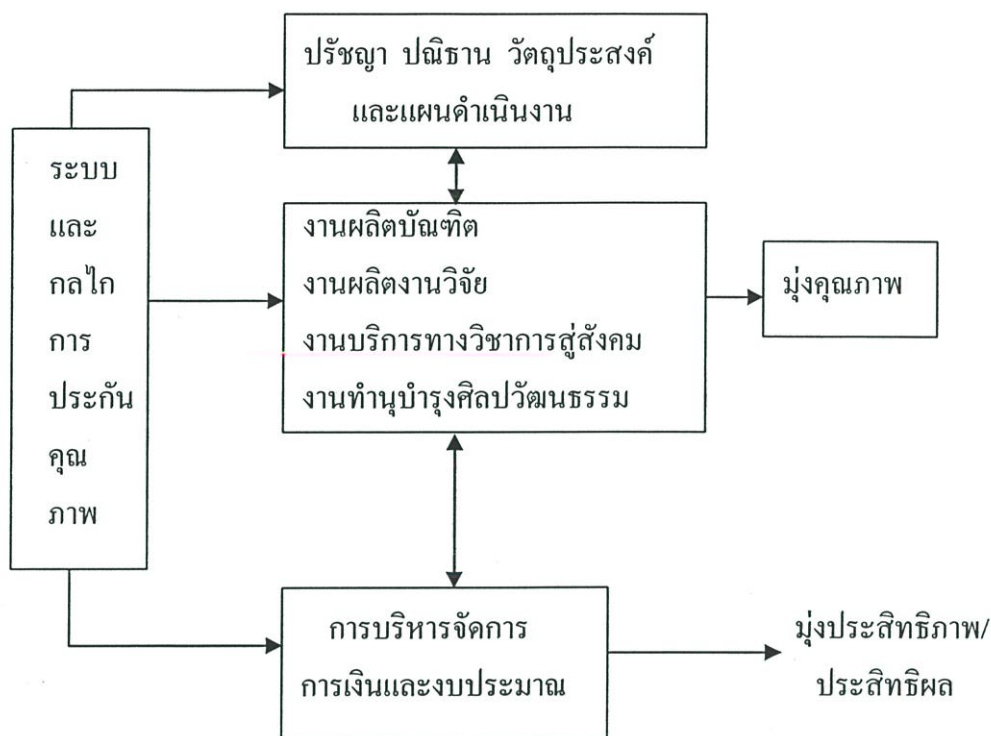 ปรัชญา ปณิธาน วัตถุประสงค์
และแผนดำเนินงาน
ระบบ
และ
กลไก
การ
ประกัน
คุณ
ภาพ
งานผลิตบัณฑิต
งานผลิตงานวิจัย
งานบริการทางวิชาการสู่สังคม
งานทำนุบำรุงศิลปวัฒนธรรม
มุ่งคุณภาพ
การบริหารจัดการ
การเงินและงบประมาณ
มุ่งประสิทธิภาพ/
ประสิทธิผล